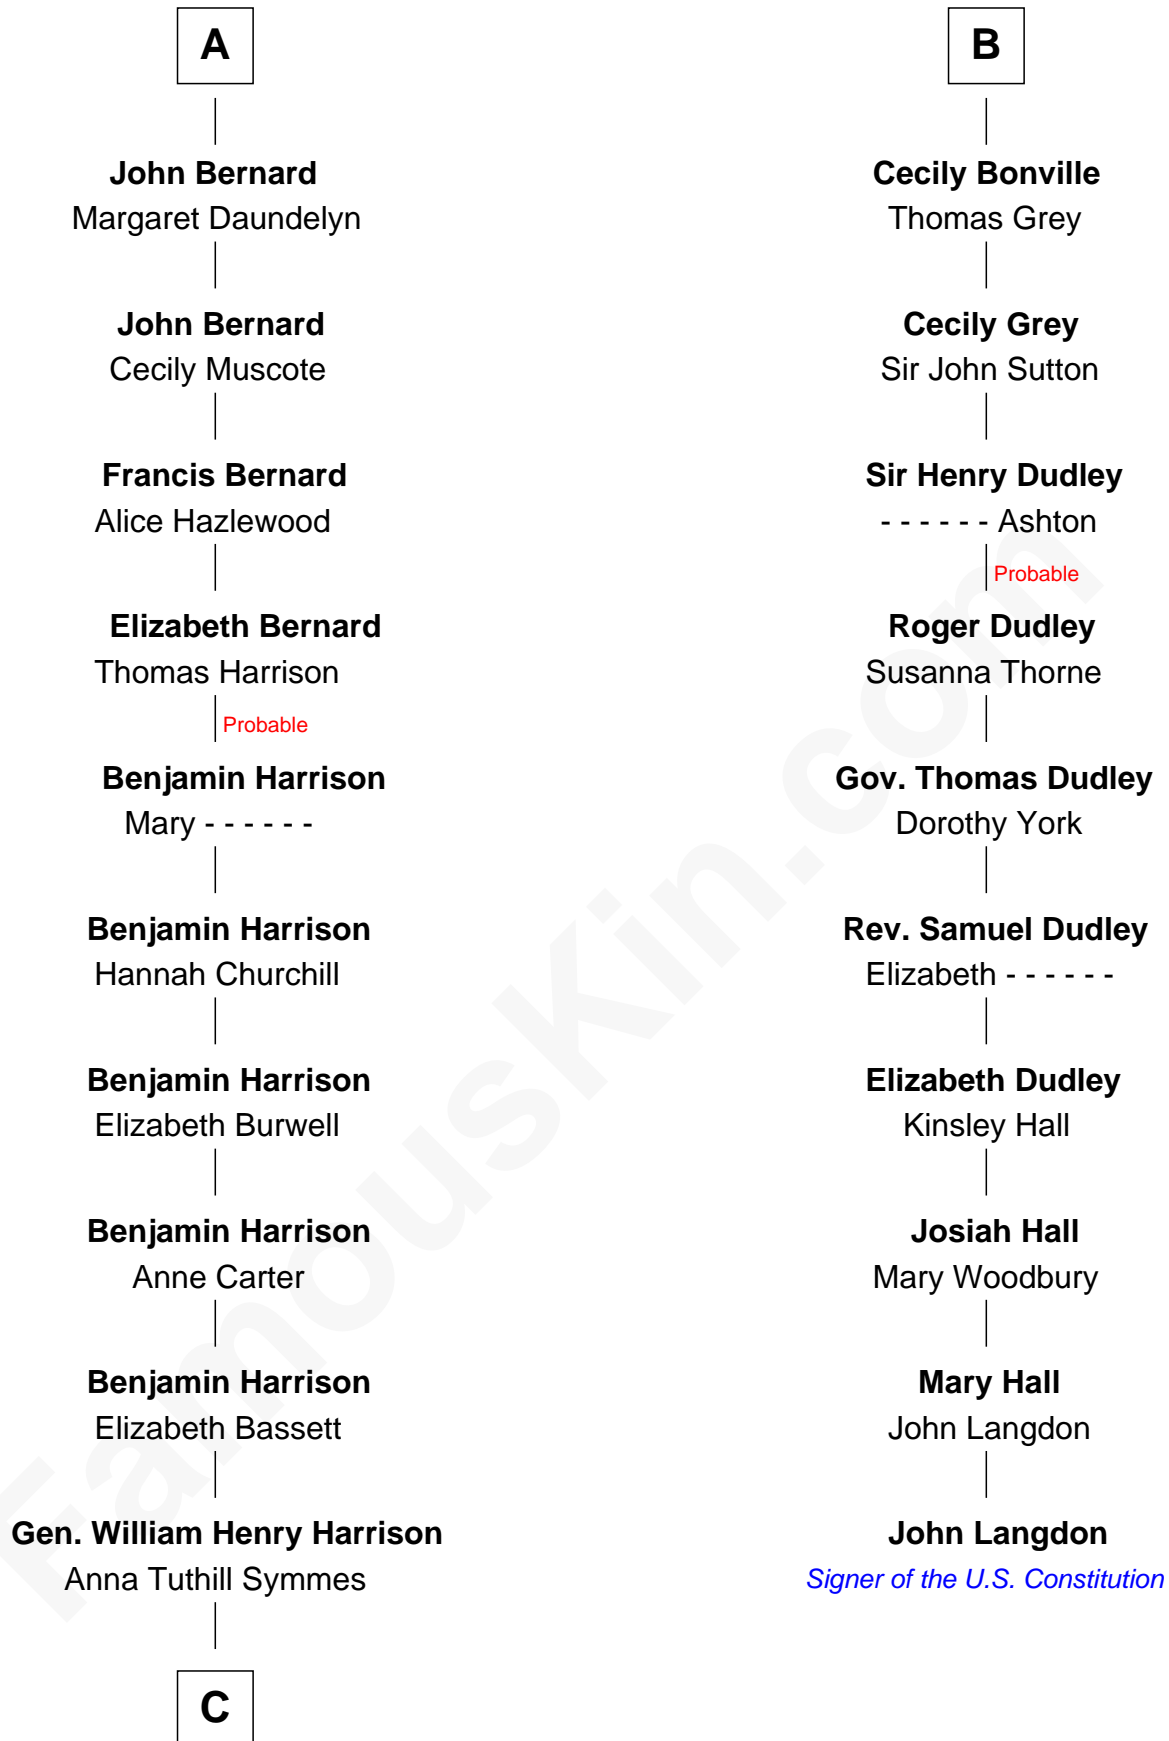 A
John Bernard
Margaret Daundelyn
John Bernard
Cecily Muscote
Francis Bernard
Alice Hazlewood
Elizabeth Bernard
Thomas Harrison
Probable
Benjamin Harrison
Mary - - - - - -
Benjamin Harrison
Hannah Churchill
Benjamin Harrison
Elizabeth Burwell
Benjamin Harrison
Anne Carter
Benjamin Harrison
Elizabeth Bassett
Gen. William Henry Harrison
Anna Tuthill Symmes
C
B
Cecily Bonville
Thomas Grey
Cecily Grey
Sir John Sutton
Sir Henry Dudley
- - - - - - Ashton
Probable
Roger Dudley
Susanna Thorne
Gov. Thomas Dudley
Dorothy York
Rev. Samuel Dudley
Elizabeth - - - - - -
Elizabeth Dudley
Kinsley Hall
Josiah Hall
Mary Woodbury
Mary Hall
John Langdon
John Langdon
Signer of the U.S. Constitution
FamousKin.com